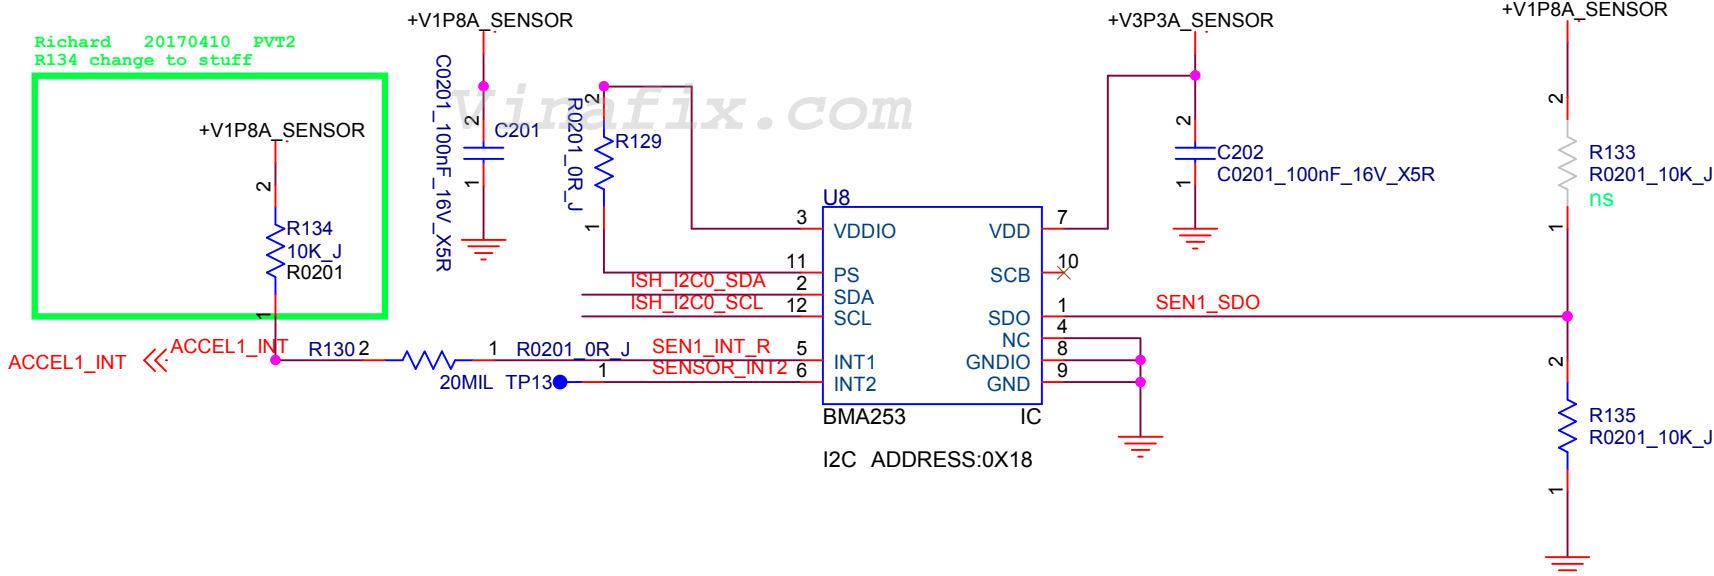 +V1P8A_SENSOR
+V3P3A_SENSOR
+V1P8A_SENSOR
Richard 20170410 PVT2
R134 change to stuff
Vinafix.com
+V1P8A_SENSOR
2
R134
10K_J
R0201
1
C0201_100nF_16V_X5R
2
C201
1
R0201_0R_J
2
R129
1
2
C202
C0201_100nF_16V_X5R
1
2
R133
R0201_10K_J
ns
1
U8
3
VDDIO
VDD
7
11
PS
SCB
10
ISH_I2C0_SDA
2
SDA
ISH_I2C0_SCL
12
SCL
SDO
1
SEN1_SDO
NC
4
ACCEL1_INT
ACCEL1_INT
R130
2
1
R0201_0R_J
SEN1_INT_R
5
INT1
GNDIO
8
20MIL
TP13
1
SENSOR_INT2
6
INT2
GND
9
BMA253
IC
I2C ADDRESS:0X18
2
R135
R0201_10K_J
1